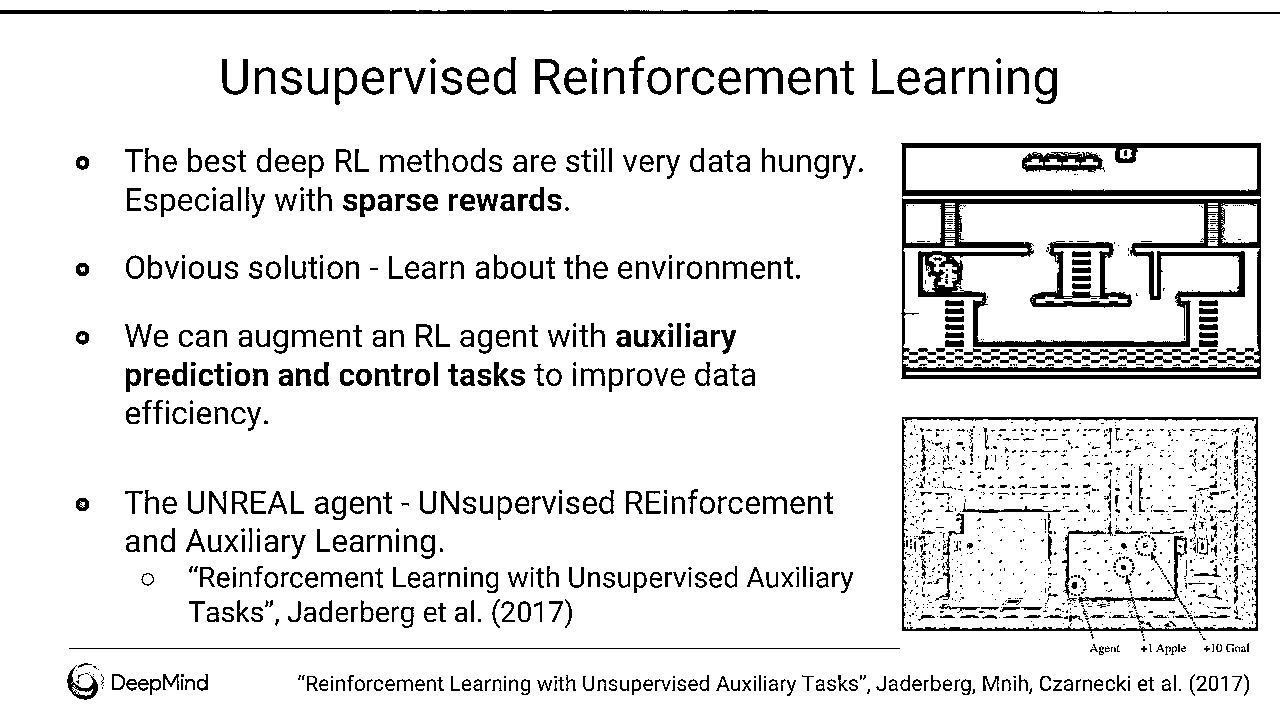 Unsupervised Reinforcement Learning
The best deep RL methods are still very data hungry.
Especially with sparse rewards.
Obvious solution - Learn about the environment.
We can augment an RL agent with auxiliary
prediction and control tasks to improve data
efficiency.
The UNREAL agent - UNsupervised REinforcement
and Auxiliary Learning.
“Reinforcement Learning with Unsupervised Auxiliary
Tasks”, Jaderberg et al. (2017)
Agent +1 Apple +10 Goal
DeepMind
“Reinforcement Learning with Unsupervised Auxiliary Tasks”, Jaderberg, Mnih, Czarnecki et al. (2017)